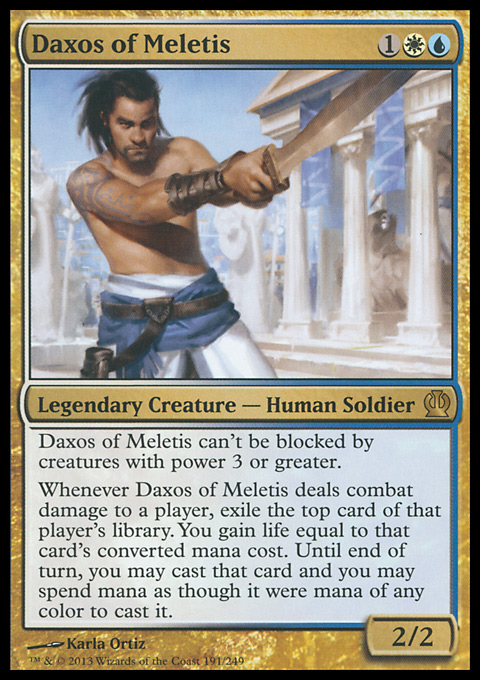 Daxos of Meletis 1
Legendary Creature — Human Soldier
Daxos of Meletis can't be blocked by
creatures with power 3 or greater.
Whenever Daxos of Meletis deals combat
damage to a player, exile the top card of that
player's library. You gain life equal to that
card's converted mana cost. Until end of
turn, you may cast that card and you may
spend mana as though it were mana of any
color to cast it.
2/2
Karla Ortiz
™ & © 2013 Wizards of the Coast 191/249